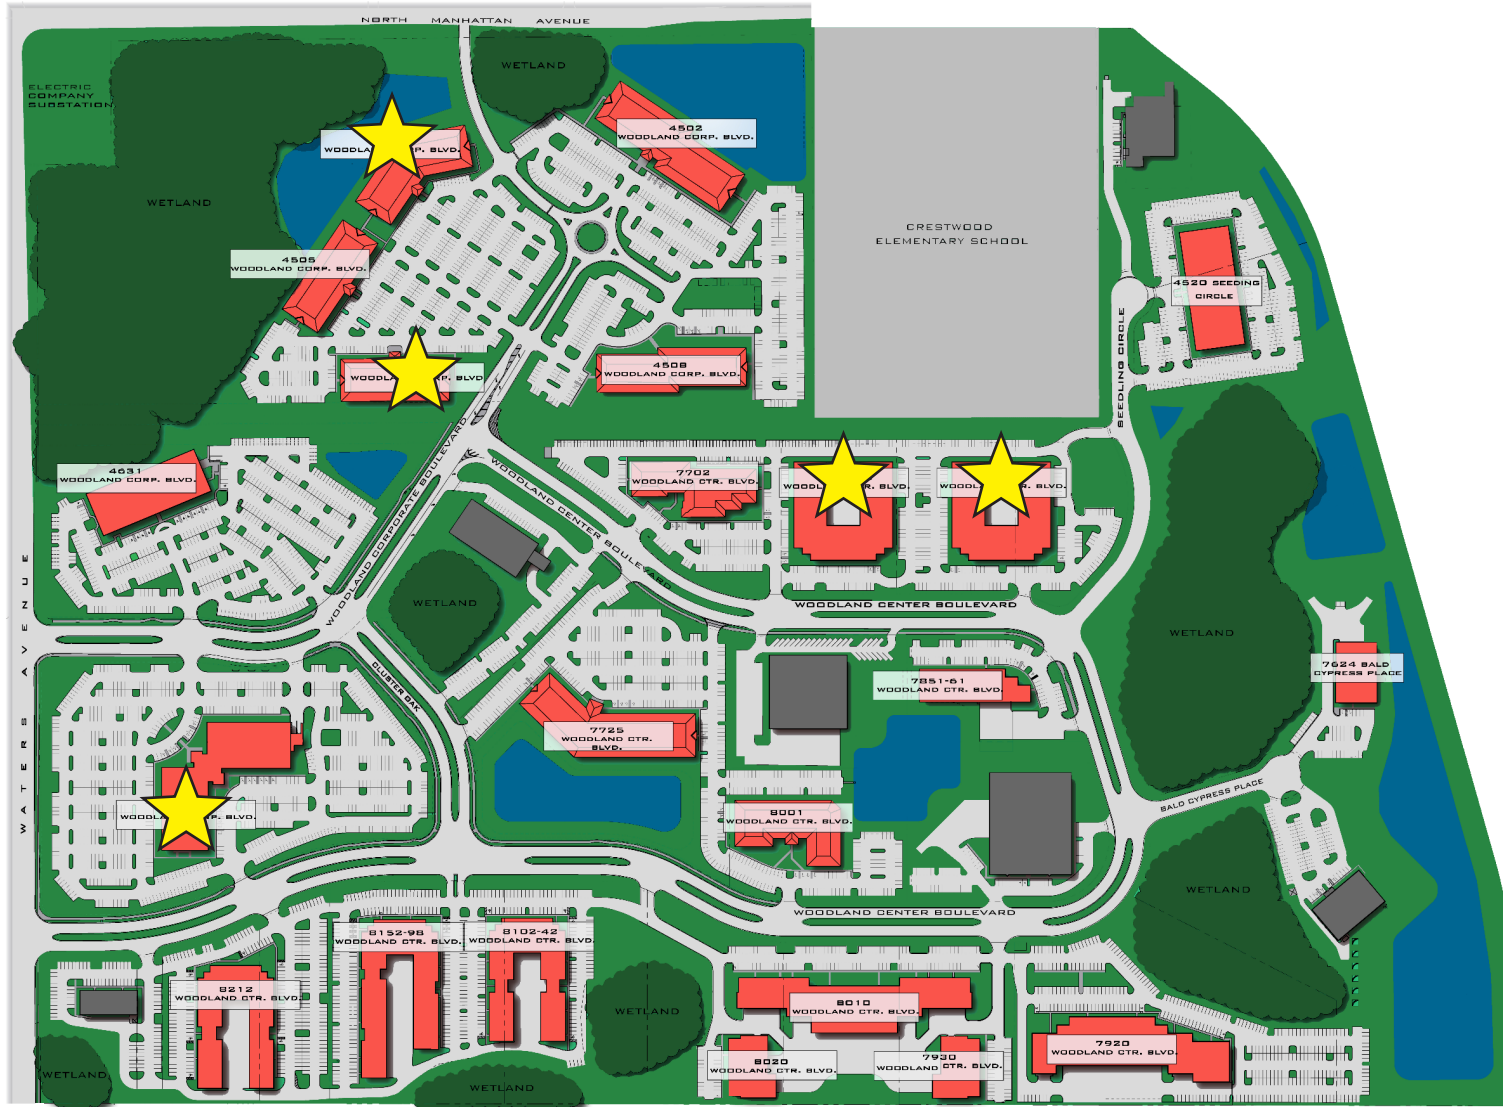 NORTH MANHATTAN AVENUE
WETLAND
ELECTRIC
COMPANY
SUBSTATION
4502
WOODLAND CORP. BLVD.
BLVD.
WETLAND
CRESTWOOD
ELEMENTARY SCHOOL
4505
WOODLAND CORP. BLVD.
4520 SEEDING
CIRCLE
SEEDLING CIRCLE
4508
WOODLAND CORP. BLVD.
BLVD
WOODLAND CORPORATE BOULEVARD
4631
WOODLAND CORP. BLVD.
WOODLAND CENTER BOULEVARD
7702
WOODLAND CTR. BLVD.
BLVD.
BLVD.
WATERS AVENUE
WETLAND
WOODLAND CENTER BOULEVARD
WETLAND
CLUSTER OAK
7624 BALD
CYPRESS PLACE
7851-61
WOODLAND CTR. BLVD.
7725
WOODLAND CTR.
BLVD.
BALD CYPRESS PLACE
BLVD.
8001
WOODLAND CTR. BLVD.
WETLAND
WOODLAND CENTER BOULEVARD
8152-98
WOODLAND CTR. BLVD.
8102-42
WOODLAND CTR. BLVD.
8212
WOODLAND CTR. BLVD.
WETLAND
8010
WOODLAND CTR. BLVD.
7920
WOODLAND CTR. BLVD.
8020
WOODLAND CTR. BLVD.
7930
WOODLAND CTR. BLVD.
WETLAND
WETLAND